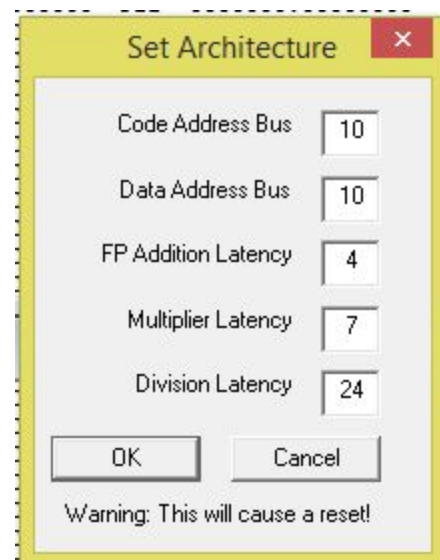 Set Architecture
Code Address Bus 10
Data Address Bus 10
FP Addition Latency 4
Multiplier Latency 7
Division Latency 24
OK Cancel
Warning: This will cause a reset!